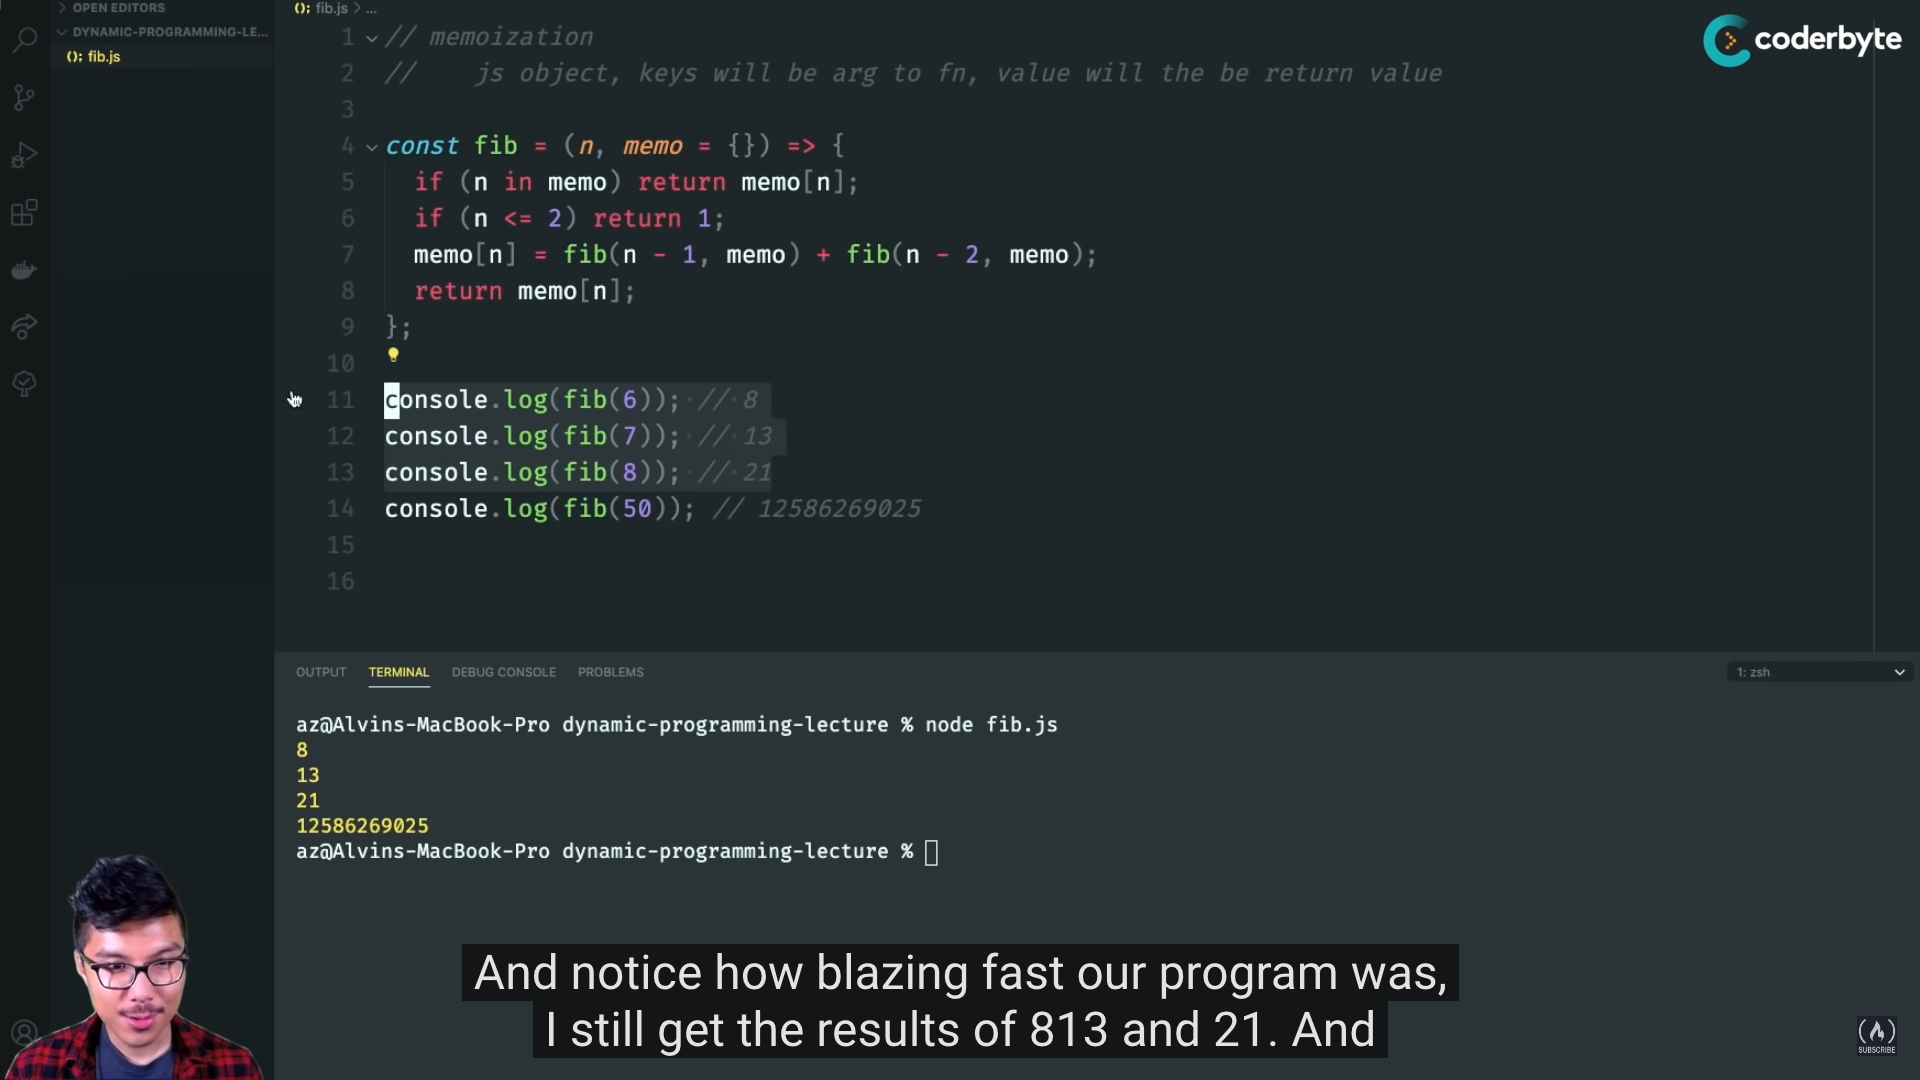 OPEN EDITORS
DYNAMIC-PROGRAMMING-LE...
(); fib.js
(); fib.js > ...
coderbyte
1 // memoization
2 // js object, keys will be arg to fn, value will the be return value
3
4 const fib = (n, memo = {}) => {
5 if (n in memo) return memo[n];
6 if (n <= 2) return 1;
7 memo[n] = fib(n - 1, memo) + fib(n - 2, memo);
8 return memo[n];
9 };
10
11 console.log(fib(6)); // 8
12 console.log(fib(7)); // 13
13 console.log(fib(8)); // 21
14 console.log(fib(50)); // 12586269025
15
16
OUTPUT TERMINAL DEBUG CONSOLE PROBLEMS 1: zsh
az@Alvins-MacBook-Pro dynamic-programming-lecture % node fib.js
8
13
21
12586269025
az@Alvins-MacBook-Pro dynamic-programming-lecture %
And notice how blazing fast our program was,
I still get the results of 813 and 21. And
SUBSCRIBE